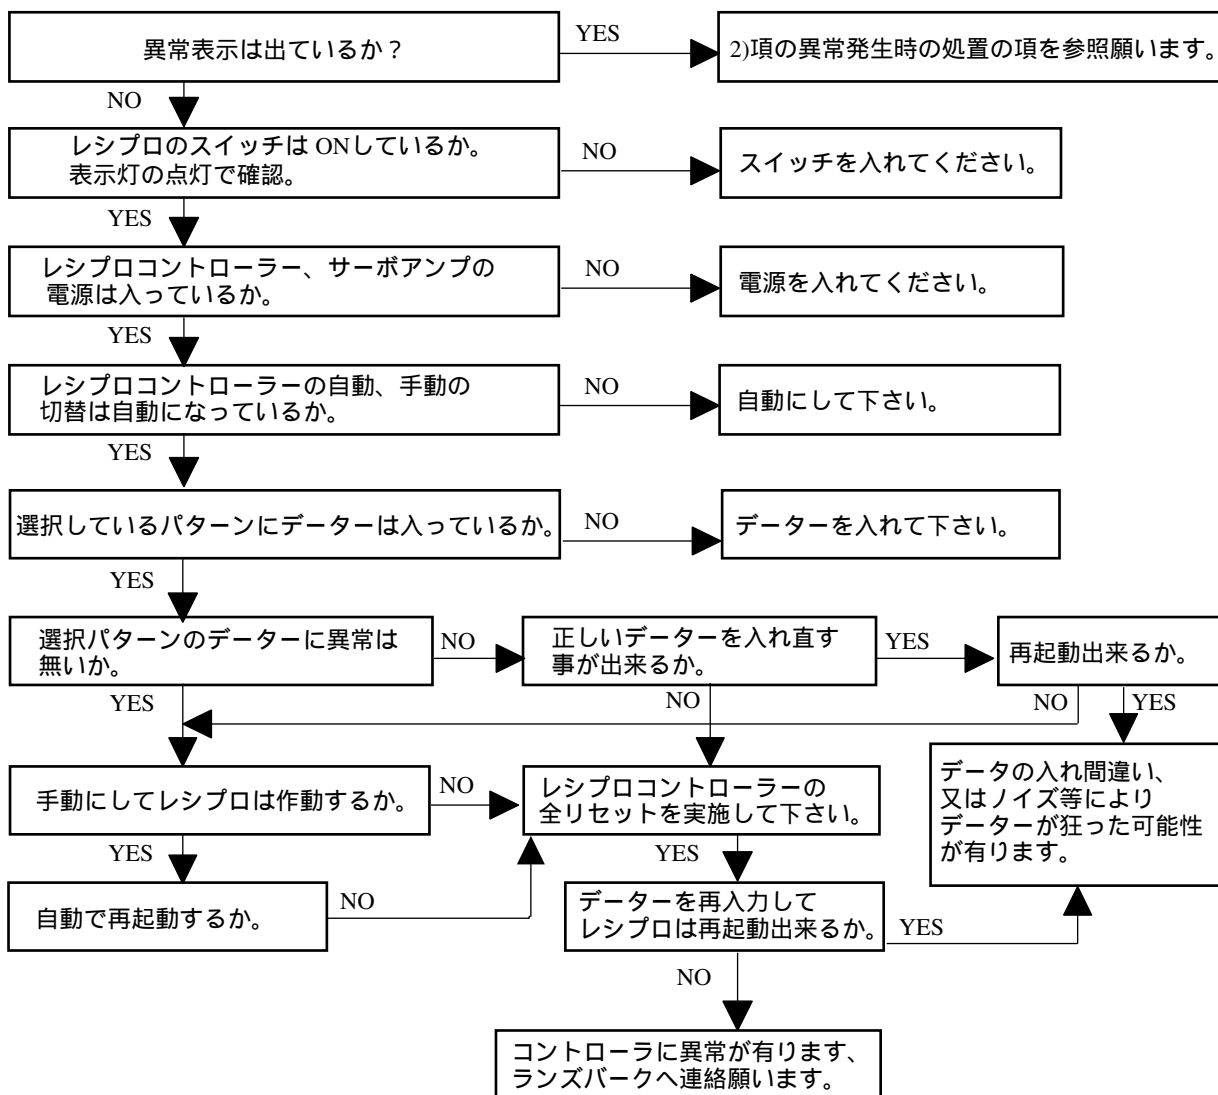 異常表示は出ているか？
YES
2)項の異常発生時の処置の項を参照願います。
NO
レシプロのスイッチは ONしているか。
表示灯の点灯で確認。
NO
スイッチを入れてください。
YES
レシプロコントローラー、サーボアンプの
電源は入っているか。
NO
電源を入れてください。
YES
レシプロコントローラーの自動、手動の
切替は自動になっているか。
NO
自動にして下さい。
YES
選択しているパターンにデーターは入っているか。
NO
データーを入れて下さい。
YES
選択パターンのデーターに異常は
無いか。
NO
正しいデーターを入れ直す
事が出来るか。
YES
再起動出来るか。
YES
NO
NO
YES
手動にしてレシプロは作動するか。
NO
レシプロコントローラーの
全リセットを実施して下さい。
データの入れ間違い、
又はノイズ等により
データーが狂った可能性
が有ります。
YES
YES
自動で再起動するか。
NO
データーを再入力して
レシプロは再起動出来るか。
YES
NO
コントローラに異常が有ります、
ランズバークへ連絡願います。